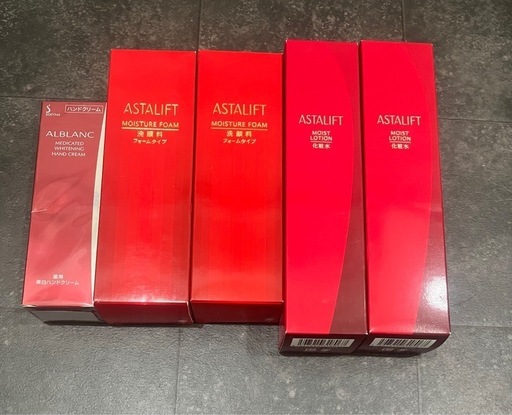 S
SOFINA
ハンドクリーム
ALBLANC
MEDICATED
WHITENING
HAND CREAM
薬用
美白ハンドクリーム
ASTALIFT
MOISTURE FOAM
洗顔料
フォームタイプ
ASTALIFT
MOISTURE FOAM
洗顔料
フォームタイプ
ASTALIFT
MOIST
LOTION
化粧水
ASTALIFT
MOIST
LOTION
化粧水